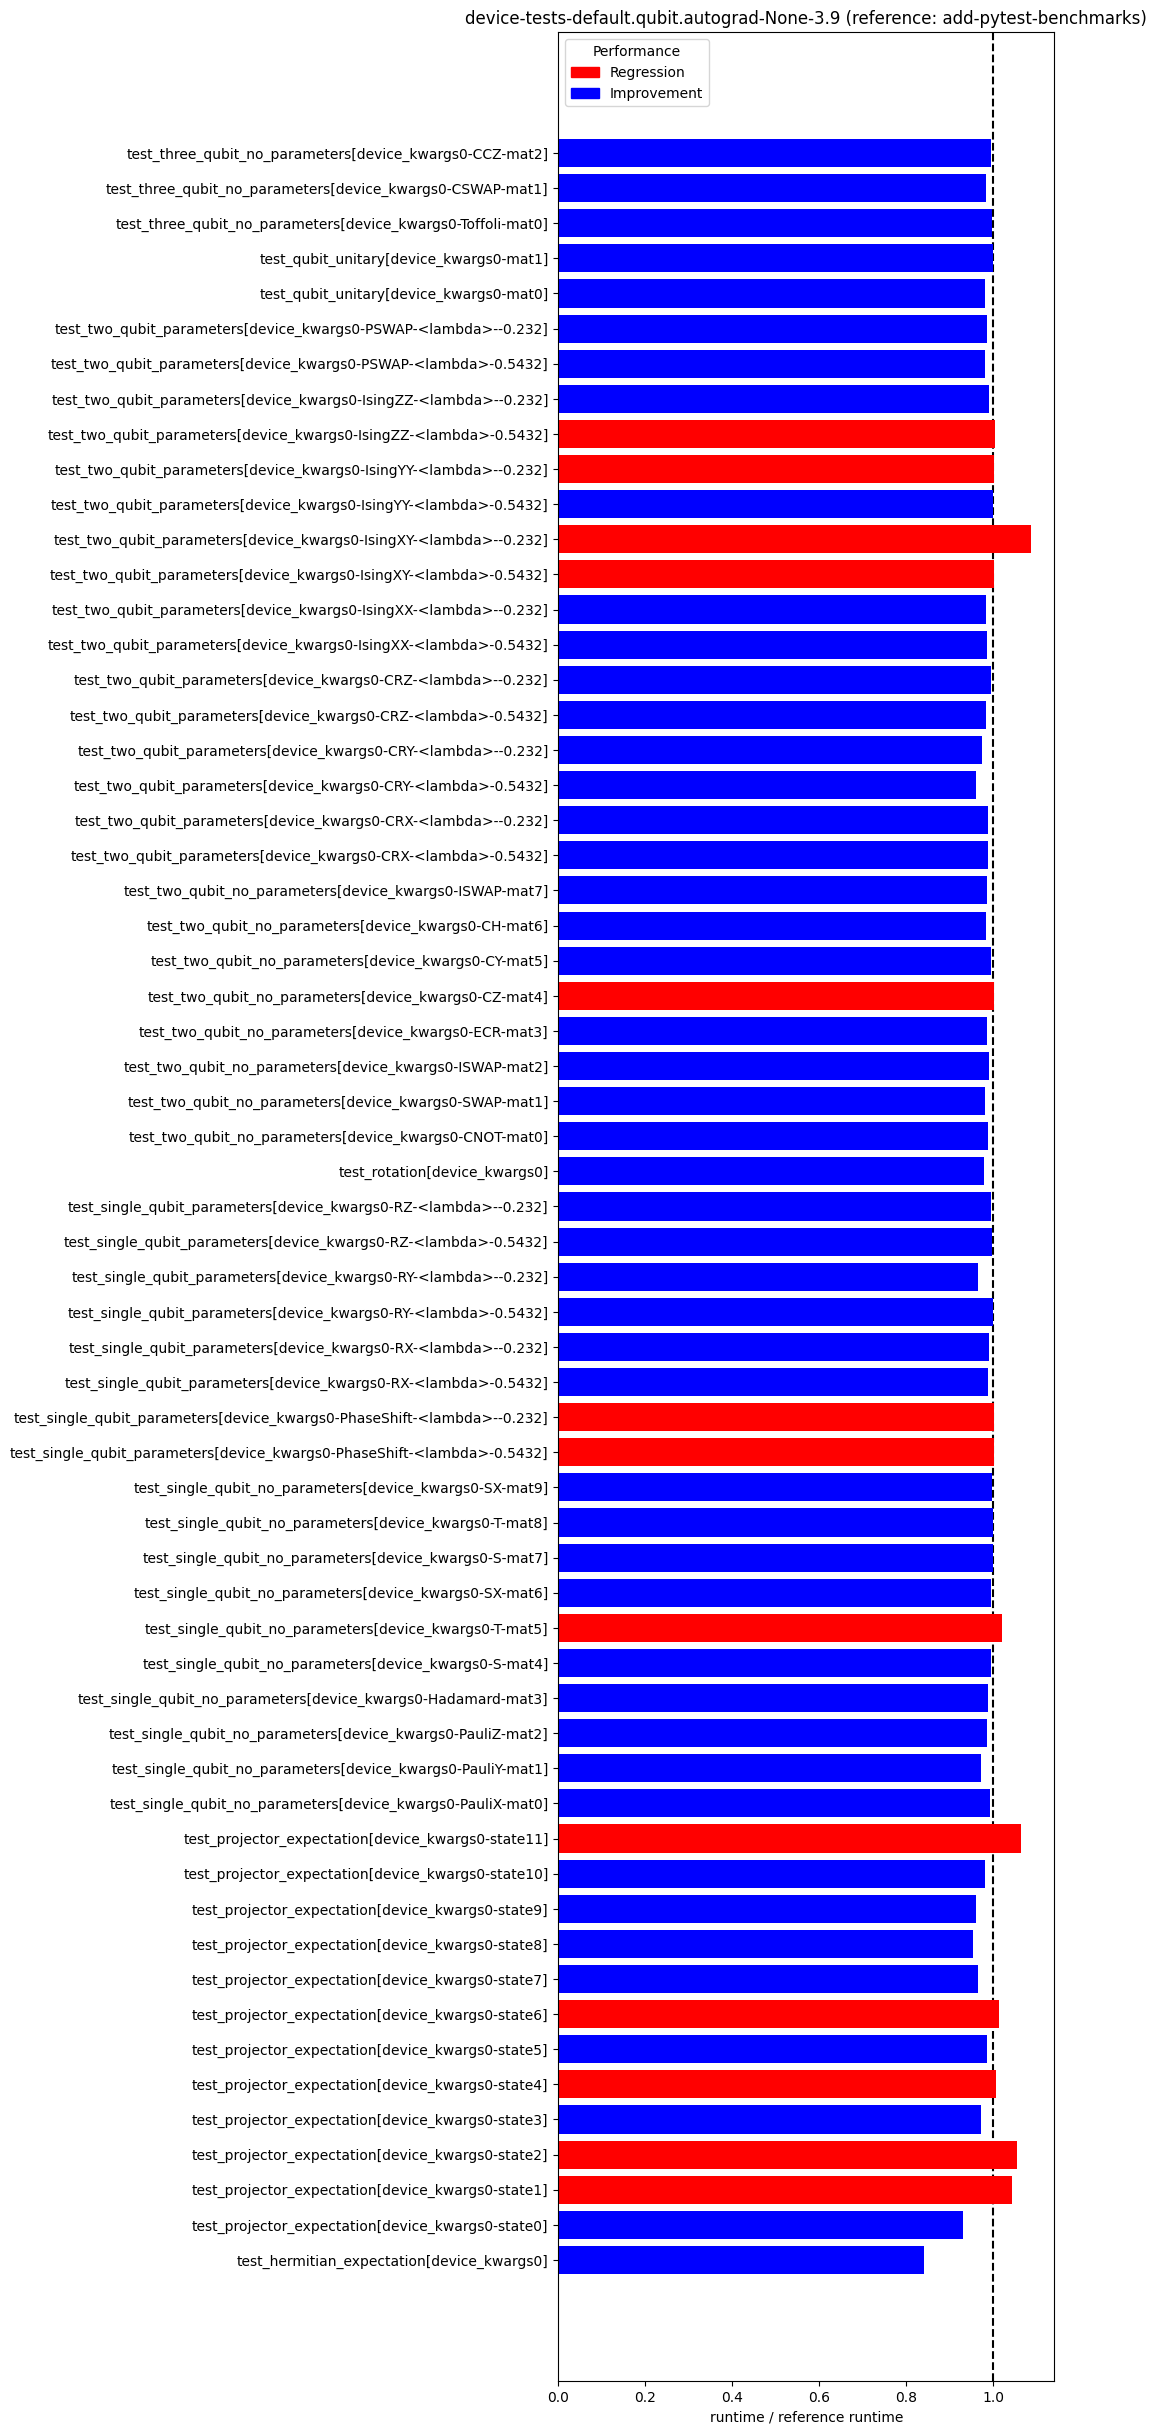 device-tests-default.qubit.autograd-None-3.9 (reference: add-pytest-benchmarks)
Performance
Regression
Improvement
test_three_qubit_no_parameters[device_kwargs0-CCZ-mat2]
test_three_qubit_no_parameters[device_kwargs0-CSWAP-mat1]
test_three_qubit_no_parameters[device_kwargs0-Toffoli-mat0]
test_qubit_unitary[device_kwargs0-mat1]
test_qubit_unitary[device_kwargs0-mat0]
test_two_qubit_parameters[device_kwargs0-PSWAP-<lambda>--0.232]
test_two_qubit_parameters[device_kwargs0-PSWAP-<lambda>-0.5432]
test_two_qubit_parameters[device_kwargs0-IsingZZ-<lambda>--0.232]
test_two_qubit_parameters[device_kwargs0-IsingZZ-<lambda>-0.5432]
test_two_qubit_parameters[device_kwargs0-IsingYY-<lambda>--0.232]
test_two_qubit_parameters[device_kwargs0-IsingYY-<lambda>-0.5432]
test_two_qubit_parameters[device_kwargs0-IsingXY-<lambda>--0.232]
test_two_qubit_parameters[device_kwargs0-IsingXY-<lambda>-0.5432]
test_two_qubit_parameters[device_kwargs0-IsingXX-<lambda>--0.232]
test_two_qubit_parameters[device_kwargs0-IsingXX-<lambda>-0.5432]
test_two_qubit_parameters[device_kwargs0-CRZ-<lambda>--0.232]
test_two_qubit_parameters[device_kwargs0-CRZ-<lambda>-0.5432]
test_two_qubit_parameters[device_kwargs0-CRY-<lambda>--0.232]
test_two_qubit_parameters[device_kwargs0-CRY-<lambda>-0.5432]
test_two_qubit_parameters[device_kwargs0-CRX-<lambda>--0.232]
test_two_qubit_parameters[device_kwargs0-CRX-<lambda>-0.5432]
test_two_qubit_no_parameters[device_kwargs0-ISWAP-mat7]
test_two_qubit_no_parameters[device_kwargs0-CH-mat6]
test_two_qubit_no_parameters[device_kwargs0-CY-mat5]
test_two_qubit_no_parameters[device_kwargs0-CZ-mat4]
test_two_qubit_no_parameters[device_kwargs0-ECR-mat3]
test_two_qubit_no_parameters[device_kwargs0-ISWAP-mat2]
test_two_qubit_no_parameters[device_kwargs0-SWAP-mat1]
test_two_qubit_no_parameters[device_kwargs0-CNOT-mat0]
test_rotation[device_kwargs0]
test_single_qubit_parameters[device_kwargs0-RZ-<lambda>--0.232]
test_single_qubit_parameters[device_kwargs0-RZ-<lambda>-0.5432]
test_single_qubit_parameters[device_kwargs0-RY-<lambda>--0.232]
test_single_qubit_parameters[device_kwargs0-RY-<lambda>-0.5432]
test_single_qubit_parameters[device_kwargs0-RX-<lambda>--0.232]
test_single_qubit_parameters[device_kwargs0-RX-<lambda>-0.5432]
test_single_qubit_parameters[device_kwargs0-PhaseShift-<lambda>--0.232]
test_single_qubit_parameters[device_kwargs0-PhaseShift-<lambda>-0.5432]
test_single_qubit_no_parameters[device_kwargs0-SX-mat9]
test_single_qubit_no_parameters[device_kwargs0-T-mat8]
test_single_qubit_no_parameters[device_kwargs0-S-mat7]
test_single_qubit_no_parameters[device_kwargs0-SX-mat6]
test_single_qubit_no_parameters[device_kwargs0-T-mat5]
test_single_qubit_no_parameters[device_kwargs0-S-mat4]
test_single_qubit_no_parameters[device_kwargs0-Hadamard-mat3]
test_single_qubit_no_parameters[device_kwargs0-PauliZ-mat2]
test_single_qubit_no_parameters[device_kwargs0-PauliY-mat1]
test_single_qubit_no_parameters[device_kwargs0-PauliX-mat0]
test_projector_expectation[device_kwargs0-state11]
test_projector_expectation[device_kwargs0-state10]
test_projector_expectation[device_kwargs0-state9]
test_projector_expectation[device_kwargs0-state8]
test_projector_expectation[device_kwargs0-state7]
test_projector_expectation[device_kwargs0-state6]
test_projector_expectation[device_kwargs0-state5]
test_projector_expectation[device_kwargs0-state4]
test_projector_expectation[device_kwargs0-state3]
test_projector_expectation[device_kwargs0-state2]
test_projector_expectation[device_kwargs0-state1]
test_projector_expectation[device_kwargs0-state0]
test_hermitian_expectation[device_kwargs0]
0.0 0.2 0.4 0.6 0.8 1.0
runtime / reference runtime